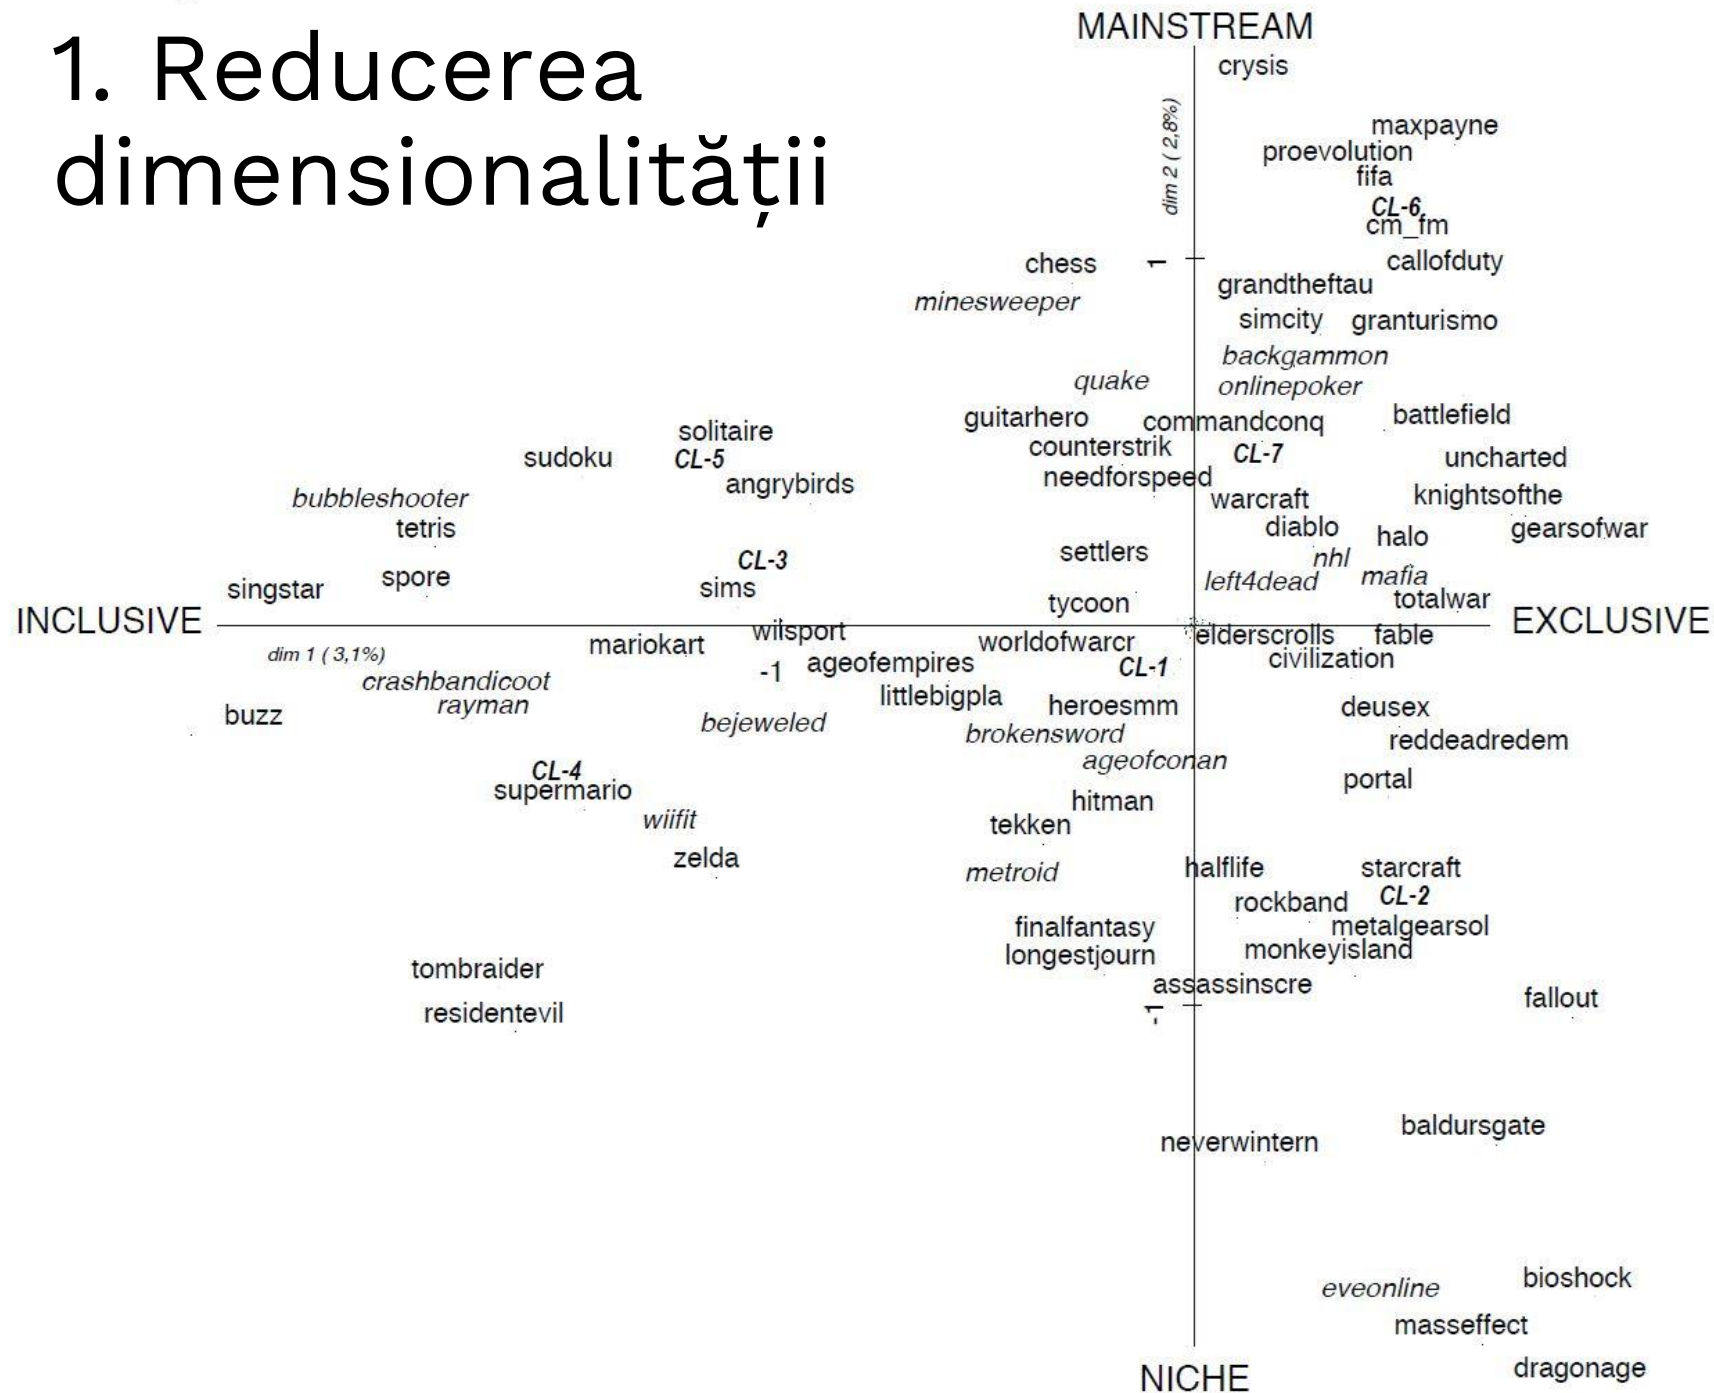 1. Reducerea
dimensionalității
MAINSTREAM
crysis
dim 2 ( 2,8%)
maxpayne
proevolution
fifa
CL-6
cm_fm
chess
1
callofduty
grandtheftau
minesweeper
simcity granturismo
backgammon
quake
onlinepoker
guitarhero
commandconq
battlefield
solitaire
counterstrik
CL-7
sudoku
CL-5
uncharted
needforspeed
angrybirds
warcraft
knightsofthe
bubbleshooter
tetris
diablo
halo
gearsofwar
settlers
nhl
CL-3
left4dead
mafia
singstar
spore
sims
tycoon
totalwar
INCLUSIVE
EXCLUSIVE
wiisport
mariokart
worldofwarcr
elderscrolls
fable
dim 1 ( 3,1%)
-1
ageofempires
CL-1
civilization
crashbandicoot
rayman
littlebigpla
heroesmm
deusex
buzz
bejeweled
brokensword
reddeadredem
ageofconan
CL-4
supermario
portal
hitman
wiifit
tekken
zelda
metroid
halflife
starcraft
CL-2
rockband
finalfantasy
metalgearsol
longestjourn
monkeyisland
tombraider
assassinscre
residentevil
-1
fallout
neverwintern
baldursgate
eveonline
bioshock
masseffect
NICHE
dragonage